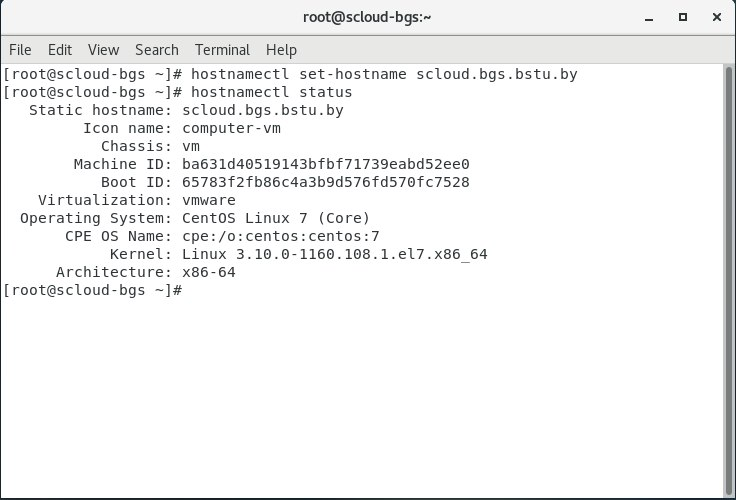 root@scloud-bgs:~
File Edit View Search Terminal Help
[root@scloud-bgs ~]# hostnamectl set-hostname scloud.bgs.bstu.by
[root@scloud-bgs ~]# hostnamectl status
   Static hostname: scloud.bgs.bstu.by
         Icon name: computer-vm
           Chassis: vm
        Machine ID: ba631d40519143bfbf71739eabd52ee0
           Boot ID: 65783f2fb86c4a3b9d576fd570fc7528
    Virtualization: vmware
  Operating System: CentOS Linux 7 (Core)
       CPE OS Name: cpe:/o:centos:centos:7
            Kernel: Linux 3.10.0-1160.108.1.el7.x86_64
      Architecture: x86-64
[root@scloud-bgs ~]#